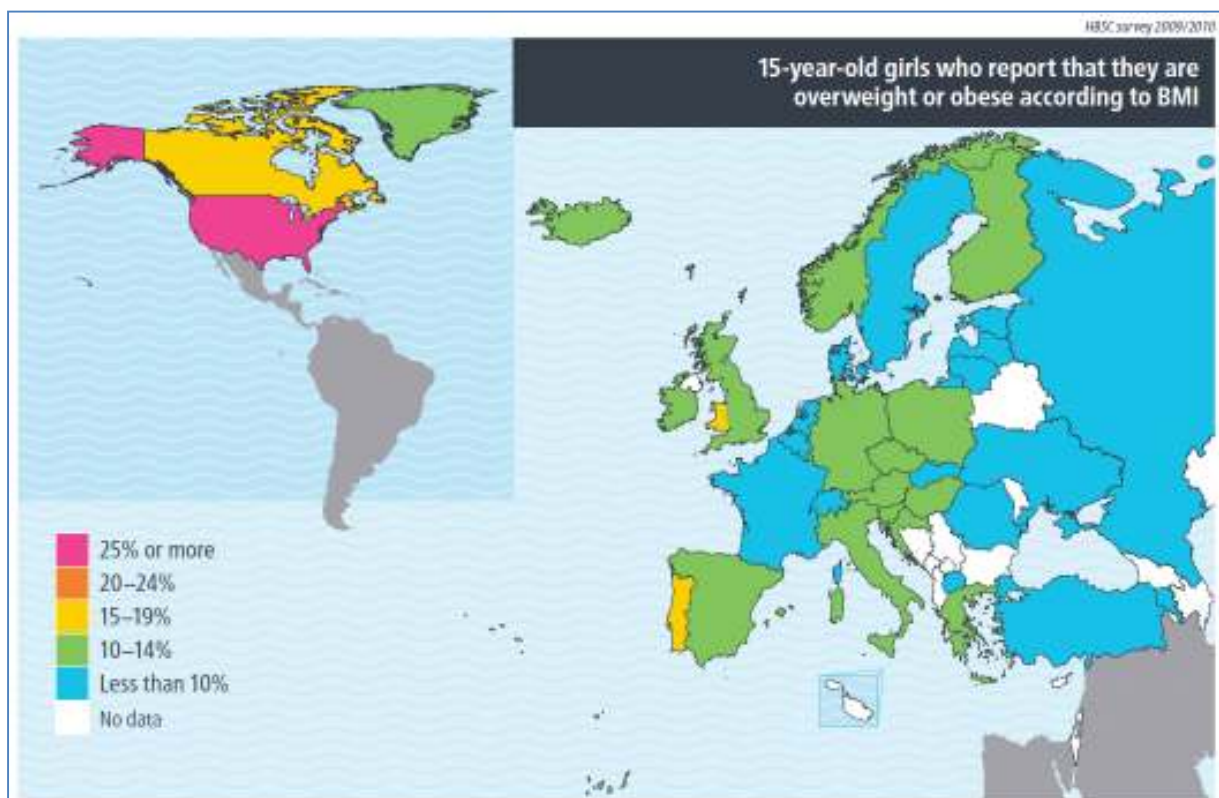 HBSC survey 2009/2010
15-year-old girls who report that they are
overweight or obese according to BMI
25% or more
20–24%
15–19%
10–14%
Less than 10%
No data